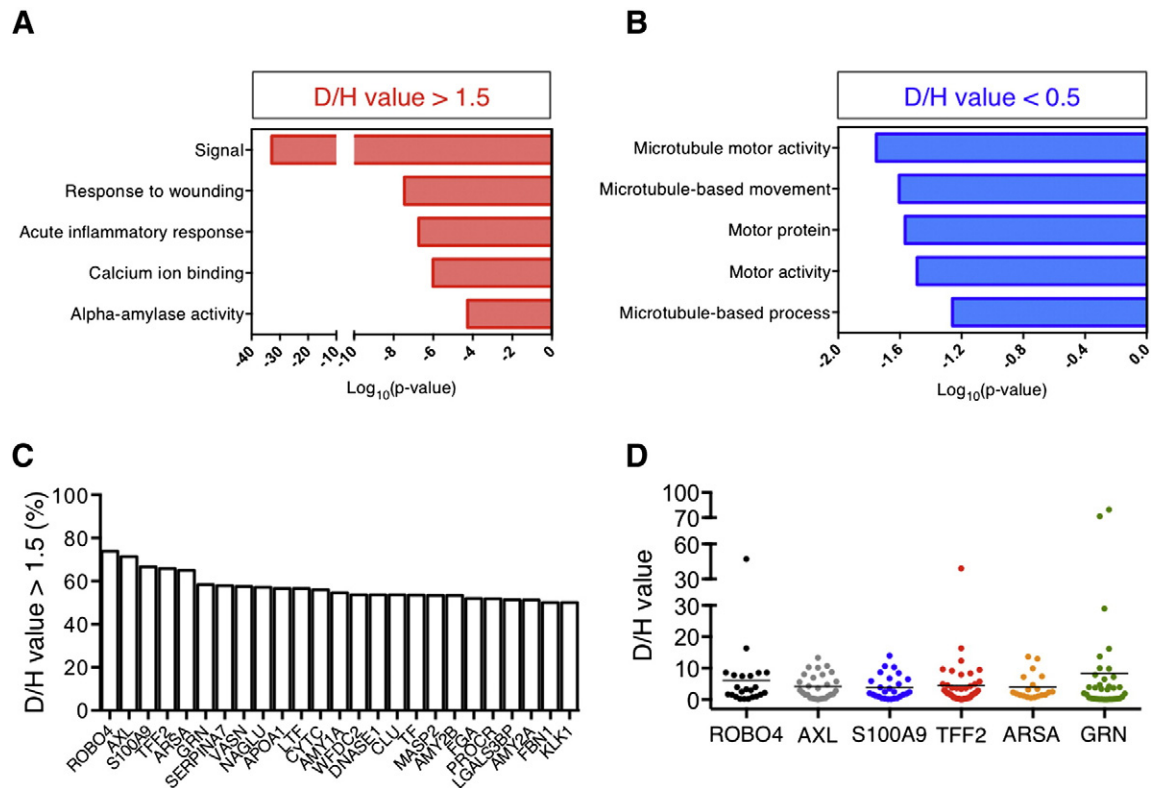 A
D/H value > 1.5
Signal
Response to wounding
Acute inflammatory response
Calcium ion binding
Alpha-amylase activity
-40 -30 -20 -10 -10 -8 -6 -4 -2 0
Log10(p-value)
B
D/H value < 0.5
Microtubule motor activity
Microtubule-based movement
Motor protein
Motor activity
Microtubule-based process
-2.0 -1.6 -1.2 -0.8 -0.4 0.0
Log10(p-value)
C
D/H value > 1.5 (%)
100
80
60
40
20
0
ROBO4 AXL S100A9 TFF2 ARSA GRN SERPINA7 VASN NAGLU APOA1 TF LYTC AMY1A WFDC2 DNASE1 CLU TF MASP2 AMY2B EGA PROCR LGALS3BP AMY2A FBN1 KLK1
D
D/H value
100
70
60
30
30
20
10
0
ROBO4 AXL S100A9 TFF2 ARSA GRN